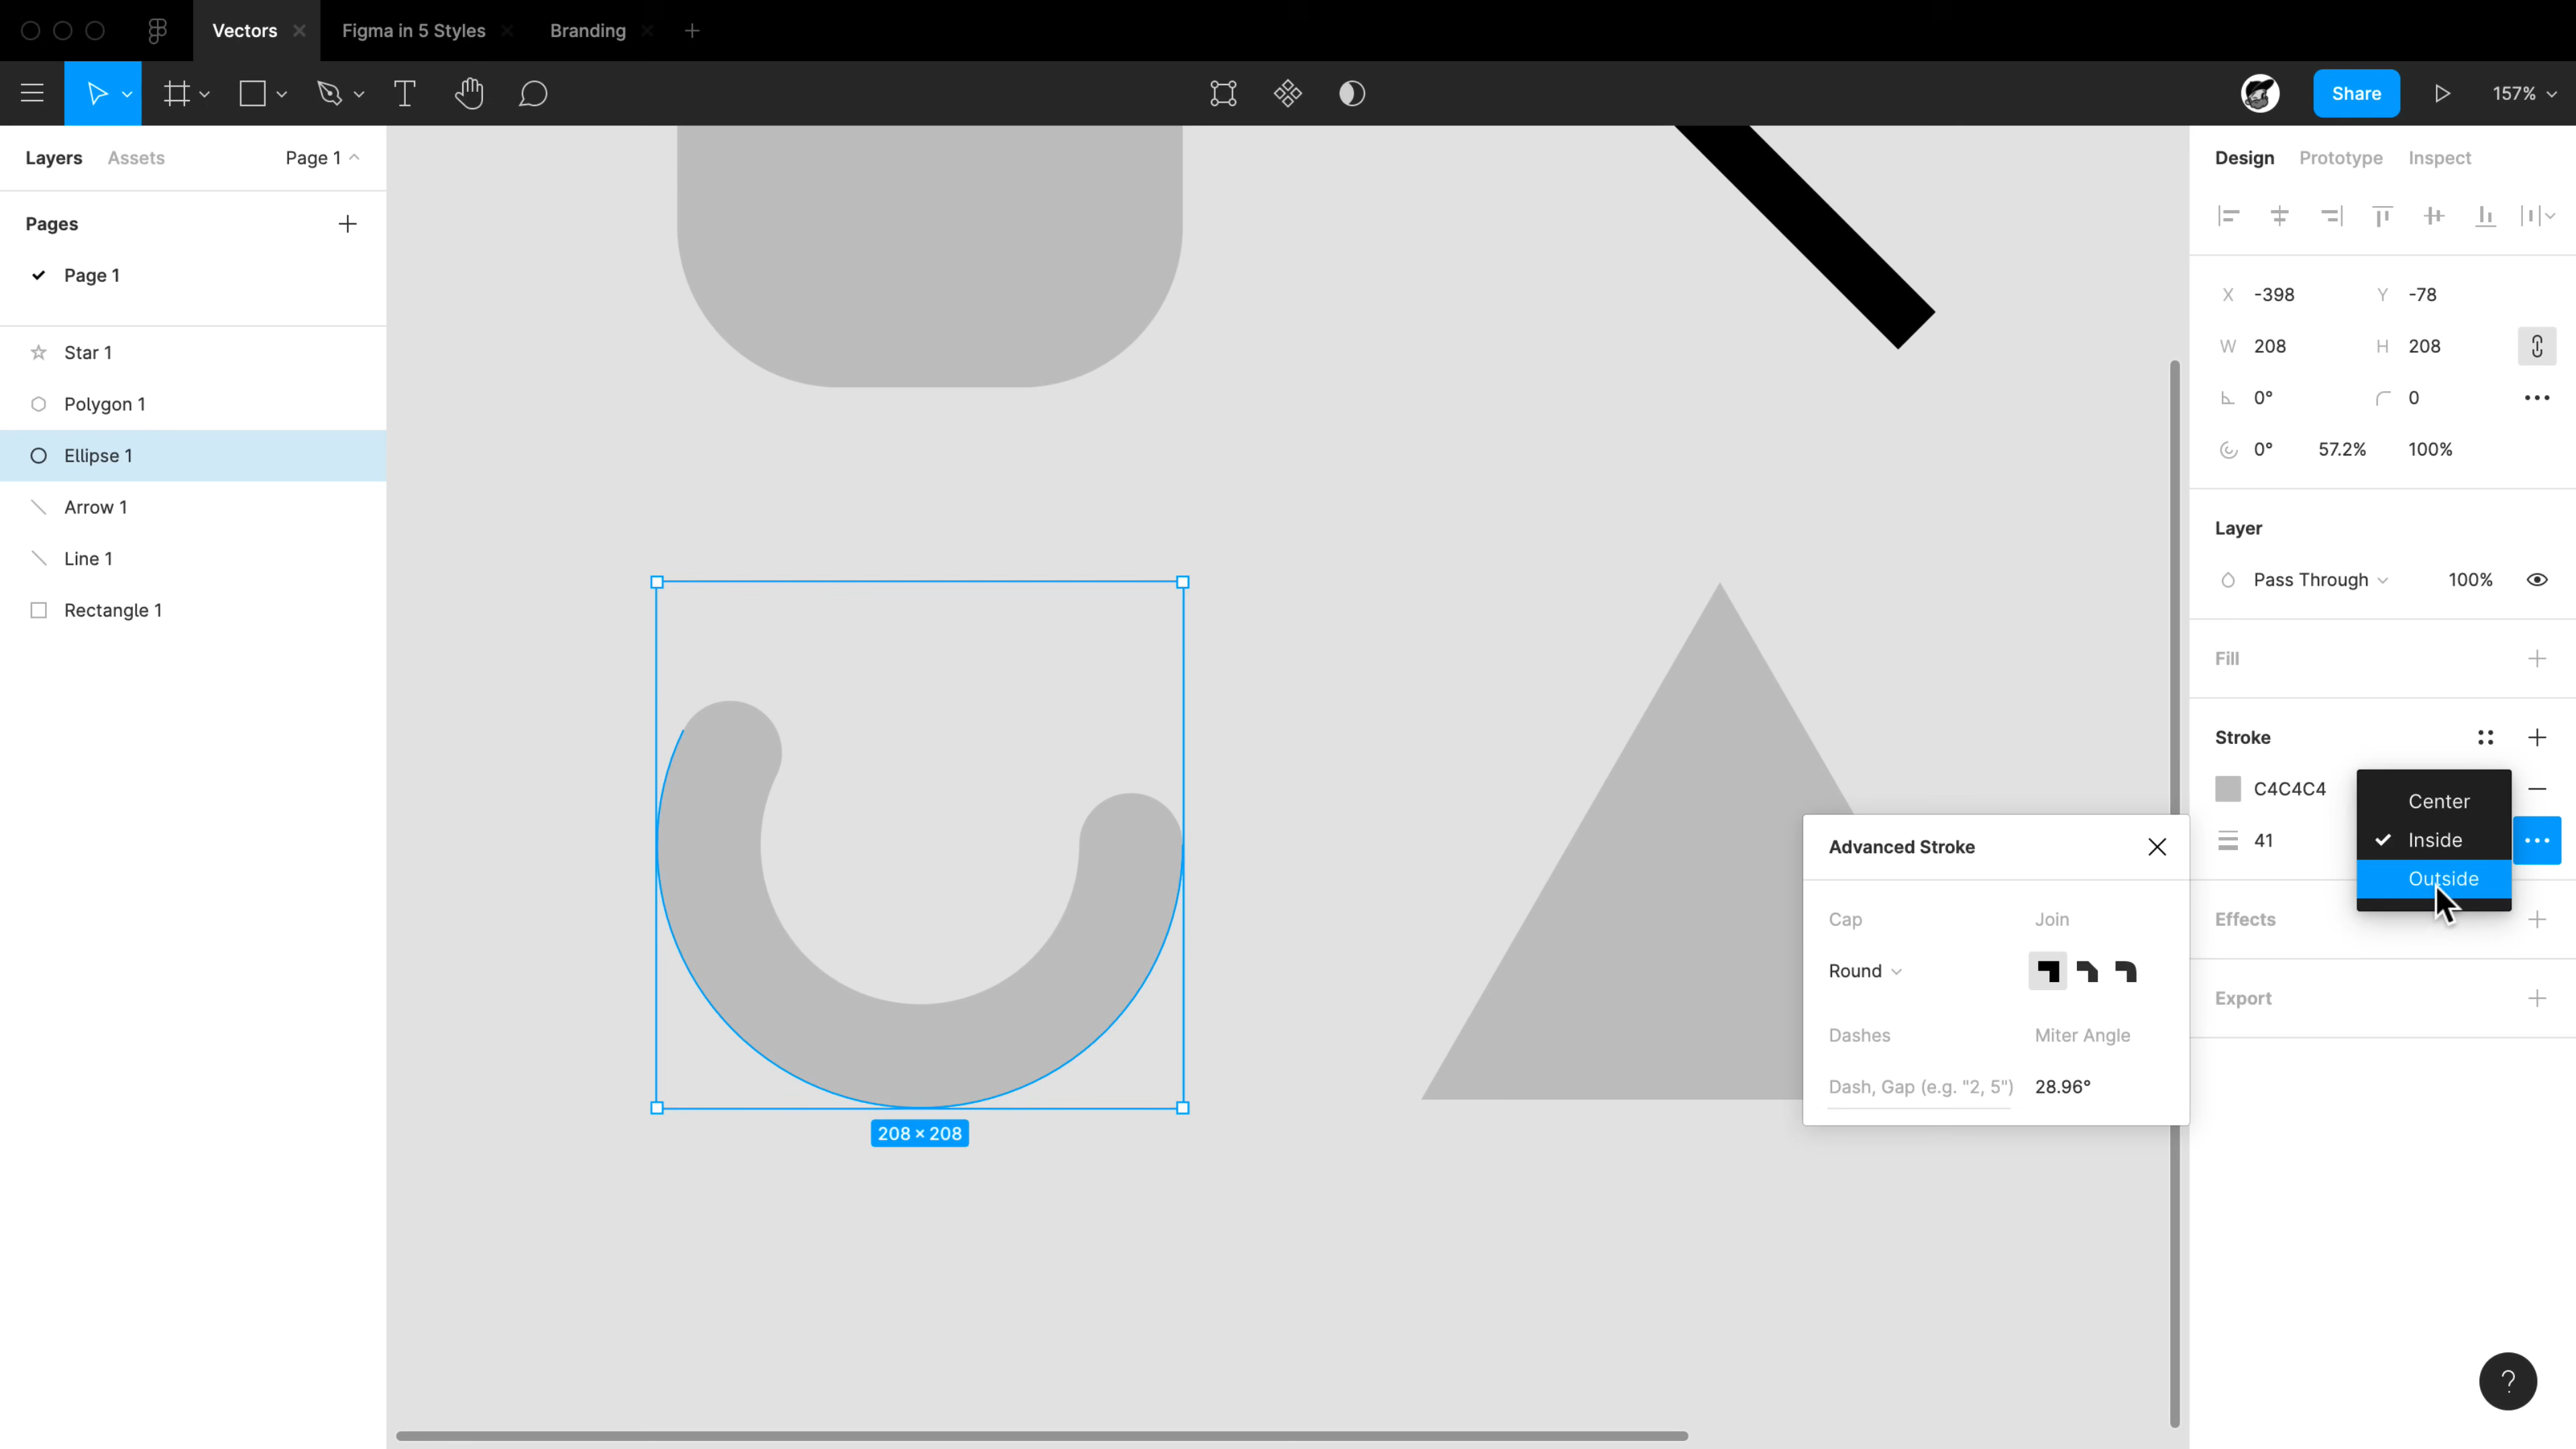 Vectors
Figma in 5 Styles
Branding
Share
157%
Layers
Assets
Page 1
Pages
Page 1
Star 1
Polygon 1
Ellipse 1
Arrow 1
Line 1
Rectangle 1
208 × 208
Design
Prototype
Inspect
X -398
Y -78
W 208
H 208
0°
0
0°
57.2%
100%
Layer
Pass Through
100%
Fill
Stroke
C4C4C4
41
Center
Inside
Outside
Effects
Export
Advanced Stroke
Cap
Join
Round
Dashes
Miter Angle
Dash, Gap (e.g. "2, 5")
28.96°
?